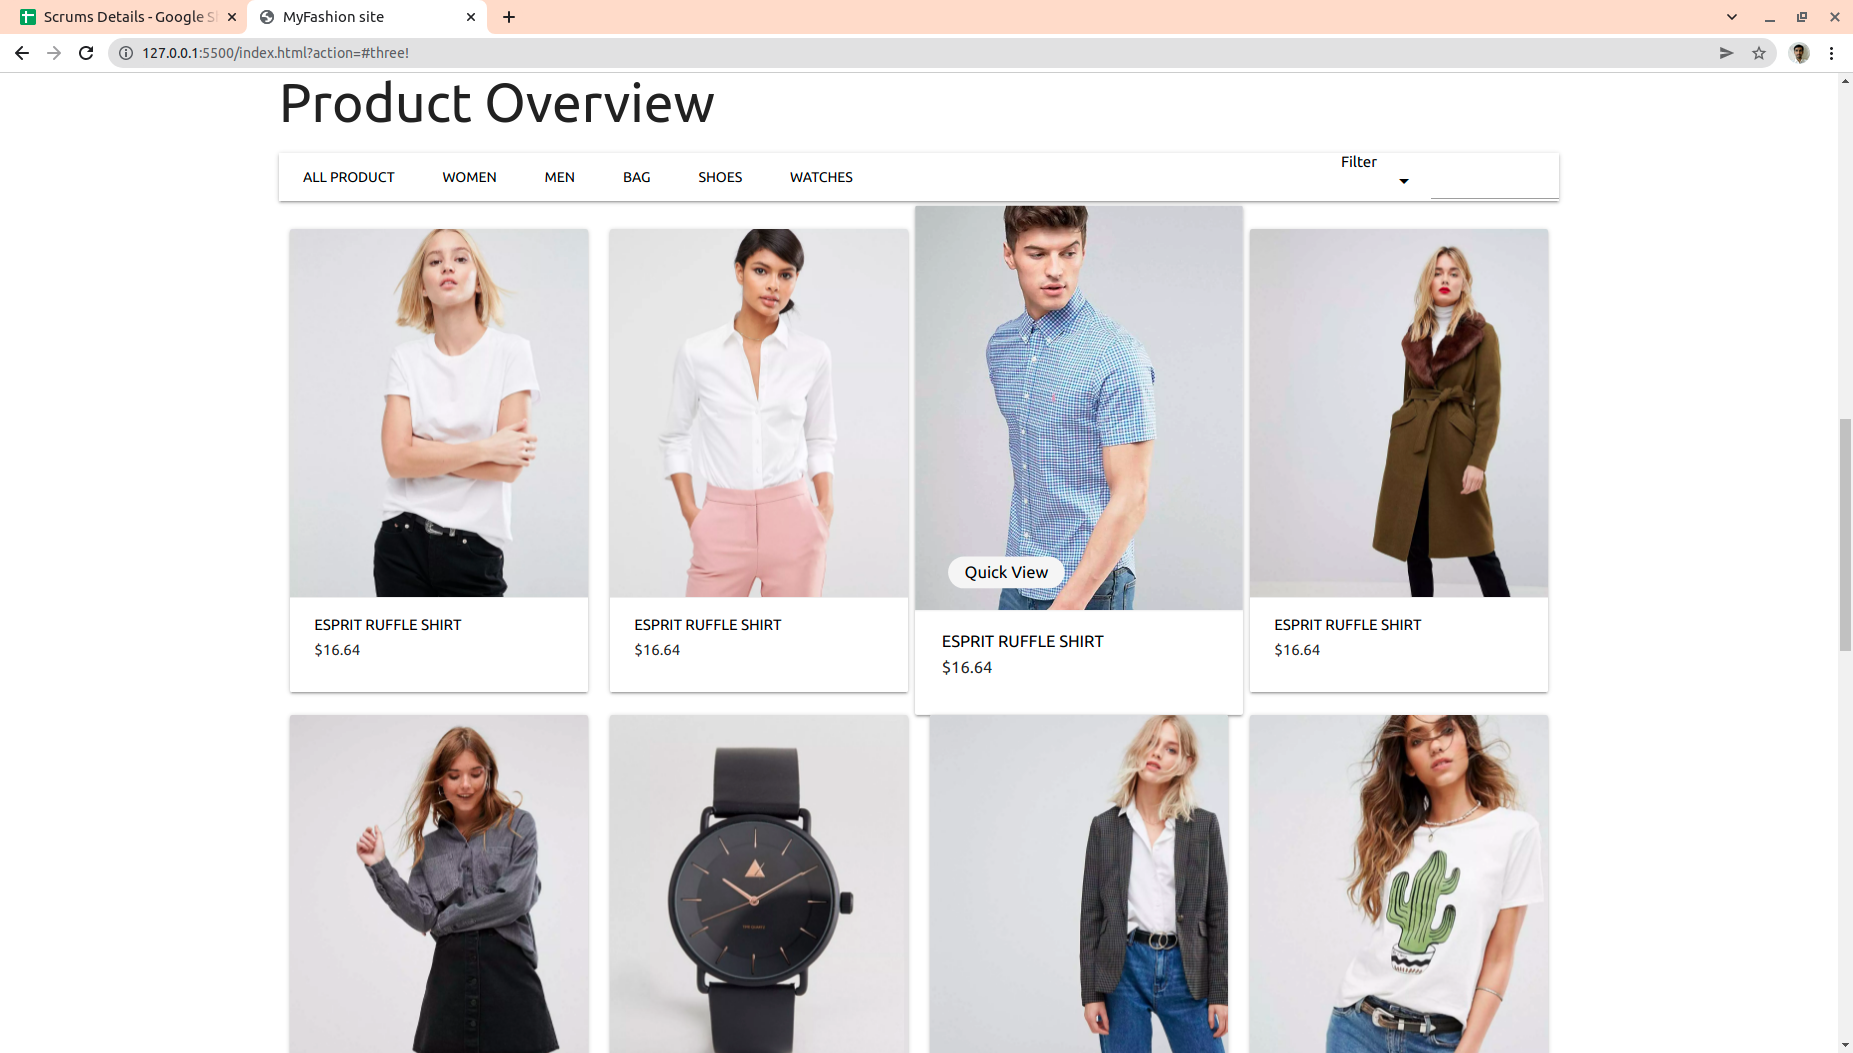 Scrums Details - Google S
MyFashion site
127.0.0.1:5500/index.html?action=#three!
Product Overview
ALL PRODUCT WOMEN MEN BAG SHOES WATCHES Filter
Quick View
ESPRIT RUFFLE SHIRT
$16.64
ESPRIT RUFFLE SHIRT
$16.64
ESPRIT RUFFLE SHIRT
$16.64
ESPRIT RUFFLE SHIRT
$16.64